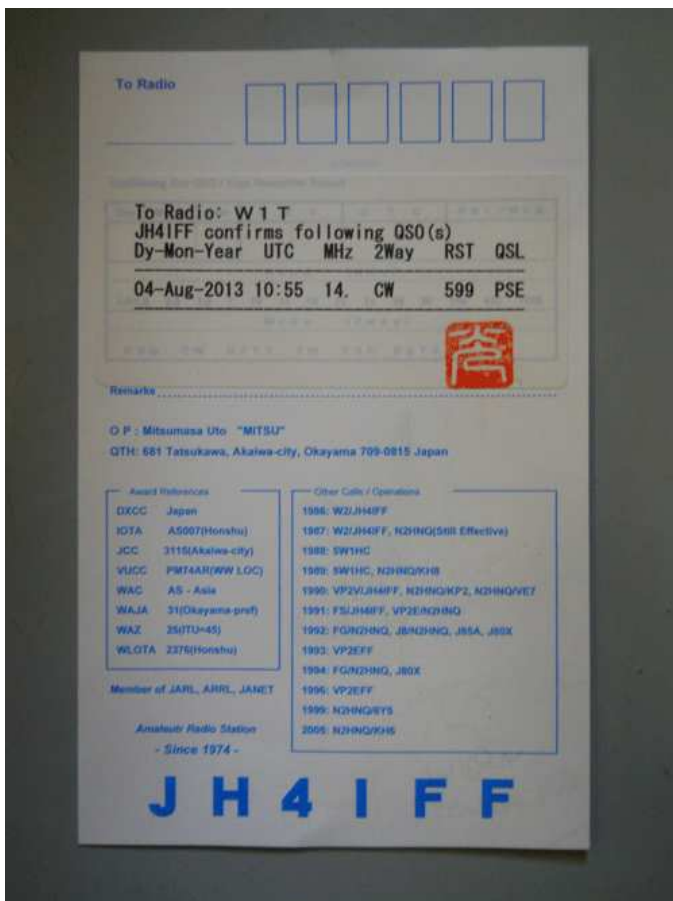 To Radio
To Radio: W1T
JH4IFF confirms following QSO(s)
Dy-Mon-Year UTC MHz 2Way RST QSL
04-Aug-2013 10:55 14. CW 599 PSE
Remarks
O P : Mitsumasa Uto "MITSU"
QTH: 681 Tatsukawa, Akaiwa-city, Okayama 709-0815 Japan
Award References
DXCC Japan
IOTA AS007(Honshu)
JCC 3115(Akaiwa-city)
VUCC PM74AR(WW LOC)
WAC AS - Asia
WAJA 31(Okayama-pref)
WAZ 25(ITU=45)
WLOTA 2376(Honshu)
Other Calls / Operations
1986: W2/JH4IFF
1987: W2/JH4IFF, N2HNQ(Still Effective)
1988: 5W1HC
1989: 5W1HC, N2HNQ/KH8
1990: VP2V/JH4IFF, N2HNQ/KP2, N2HNQ/VE7
1991: FS/JH4IFF, VP2E/N2HNQ
1992: FG/N2HNQ, J8/N2HNQ, J85A, J80X
1993: VP2EFF
1994: FG/N2HNQ, J80X
1996: VP2EFF
1999: N2HNQ/6Y5
2005: N2HNQ/KH6
Member of JARL, ARRL, JANET
Amateutr Radio Station
- Since 1974 -
JH4IFF